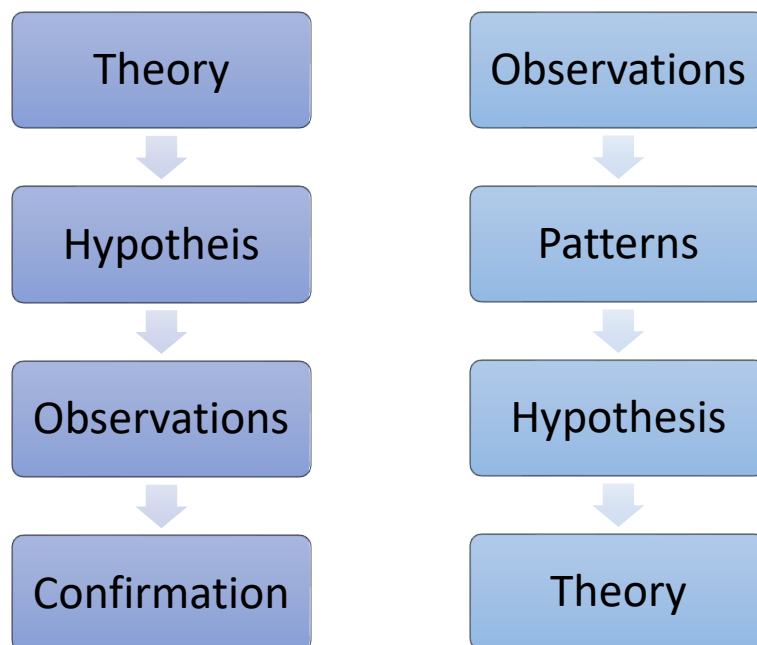 Theory
Hypotheis
Observations
Confirmation
Observations
Patterns
Hypothesis
Theory